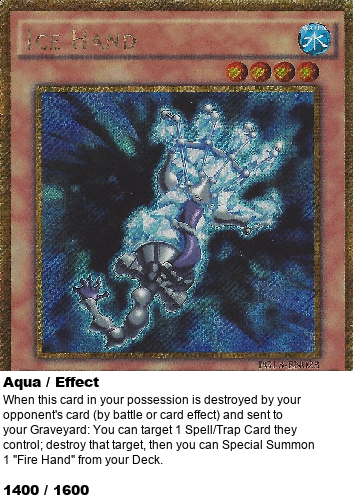 Ice Hand
水
Aqua / Effect
When this card in your possession is destroyed by your
opponent's card (by battle or card effect) and sent to
your Graveyard: You can target 1 Spell/Trap Card they
control; destroy that target, then you can Special Summon
1 "Fire Hand" from your Deck.
1400 / 1600